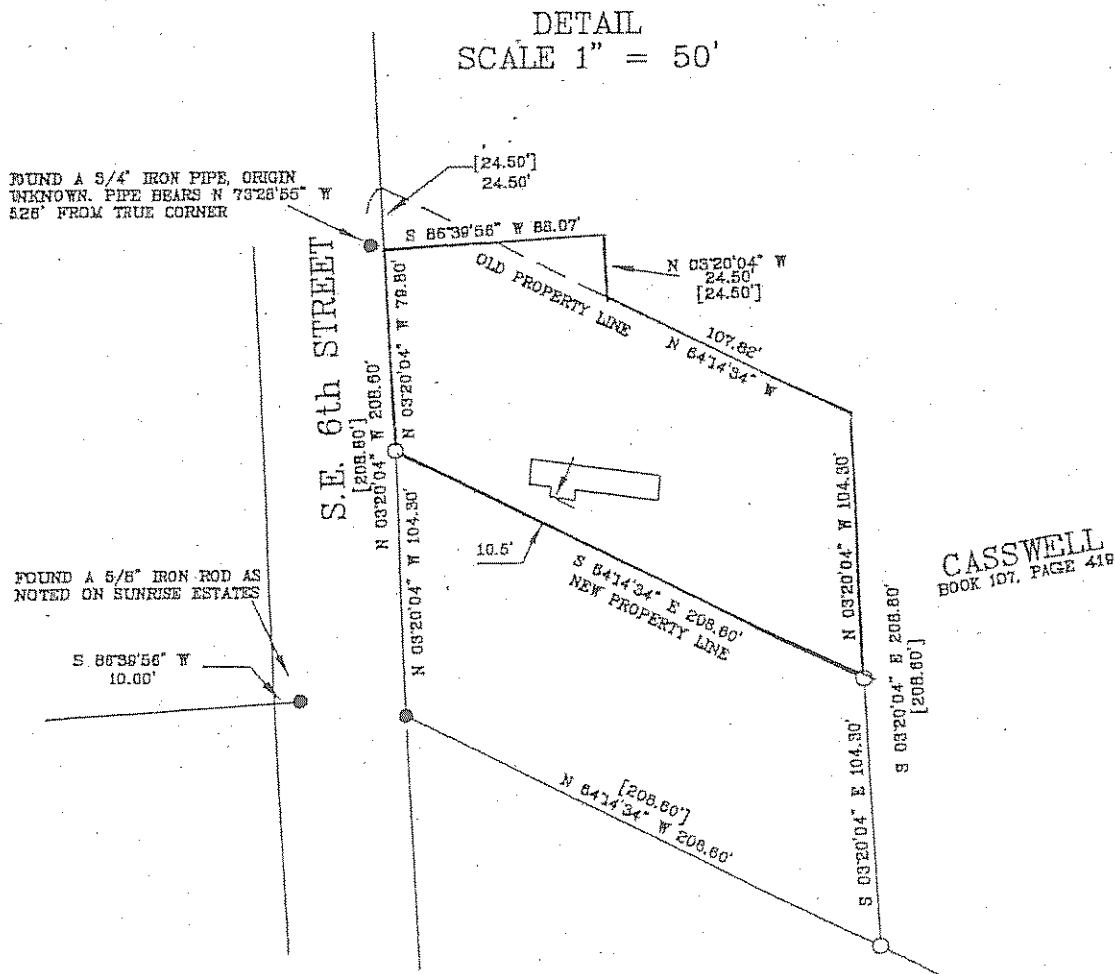 DETAIL
SCALE 1" = 50'
[24.50']
24.50'
FOUND A 3/4" IRON PIPE, ORIGIN
UNKNOWN. PIPE BEARS N 73°28'55" W
5.28' FROM TRUE CORNER
S 86°39'56" W 88.07'
N 03°20'04" W
24.50'
[24.50']
OLD PROPERTY LINE
107.82'
N 64°14'34" W
S.E. 6th STREET
N 03°20'04" W 79.80'
N 03°20'04" W 208.60'
[208.60']
N 03°20'04" W 104.30'
10.5'
S 64°14'34" E 208.60'
NEW PROPERTY LINE
N 03°20'04" W 104.30'
CASSWELL
BOOK 107, PAGE 419
FOUND A 5/8" IRON ROD AS
NOTED ON SUNRISE ESTATES
S 86°39'56" W
10.00'
S 03°20'04" E 208.60'
[208.60']
[208.60']
N 64°14'34" W 208.60'
S 03°20'04" E 104.30'